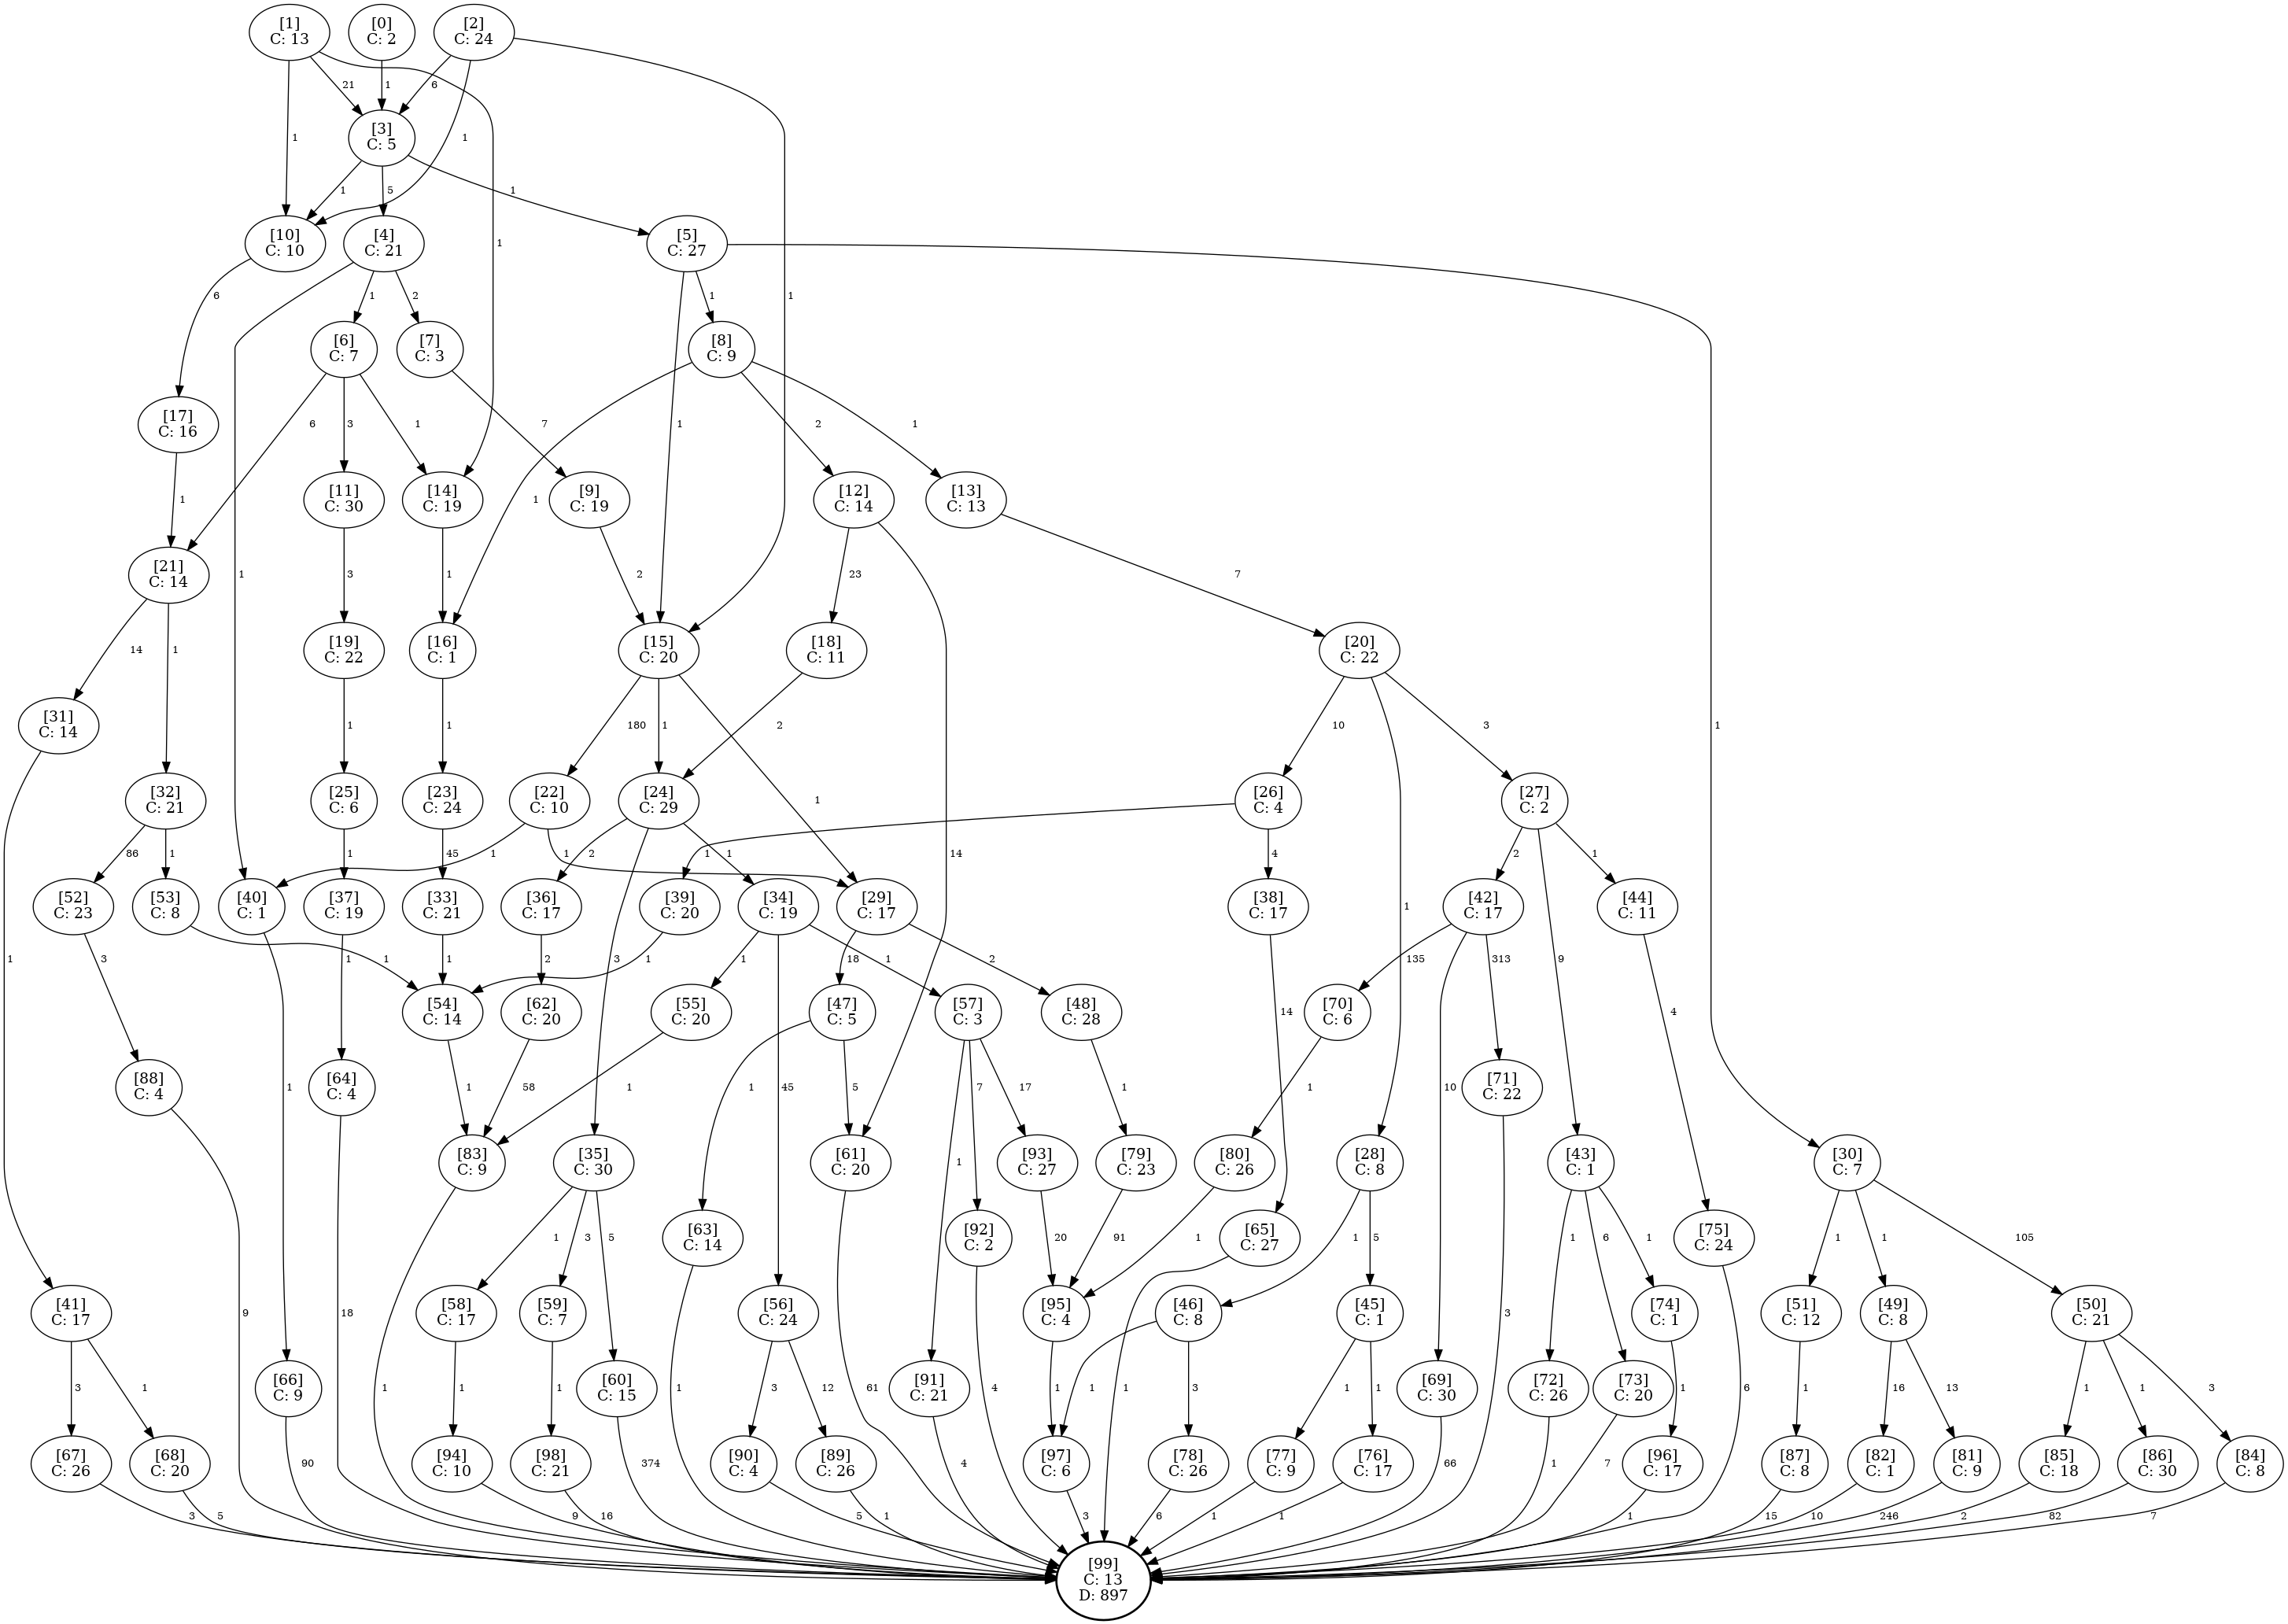 [1]
C: 13
[0]
C: 2
[2]
C: 24
21
1
6
1
1
[3]
C: 5
1
5
1
1
1
[10]
C: 10
[4]
C: 21
[5]
C: 27
6
1
2
1
1
1
1
[6]
C: 7
[7]
C: 3
[8]
C: 9
[17]
C: 16
6
3
1
7
1
2
1
1
[11]
C: 30
[14]
C: 19
[9]
C: 19
[12]
C: 14
[13]
C: 13
[21]
C: 14
3
1
2
23
14
7
14
1
[19]
C: 22
[16]
C: 1
[15]
C: 20
[18]
C: 11
[20]
C: 22
[31]
C: 14
1
1
180
1
1
2
10
1
3
[32]
C: 21
[25]
C: 6
[23]
C: 24
[22]
C: 10
[24]
C: 29
[26]
C: 4
[27]
C: 2
1
86
1
1
45
1
1
2
3
1
1
4
2
9
1
[52]
C: 23
[53]
C: 8
[40]
C: 1
[37]
C: 19
[33]
C: 21
[36]
C: 17
[39]
C: 20
[34]
C: 19
[29]
C: 17
[38]
C: 17
[42]
C: 17
[44]
C: 11
3
1
1
1
1
2
1
1
45
1
18
2
14
135
10
313
4
[54]
C: 14
[62]
C: 20
[55]
C: 20
[47]
C: 5
[57]
C: 3
[48]
C: 28
[70]
C: 6
[88]
C: 4
[64]
C: 4
1
58
1
1
5
1
7
17
1
1
[71]
C: 22
[83]
C: 9
[35]
C: 30
[61]
C: 20
[93]
C: 27
[79]
C: 23
[80]
C: 26
[28]
C: 8
[43]
C: 1
[30]
C: 7
9
18
1
1
3
5
[63]
C: 14
61
[92]
C: 2
20
91
1
[65]
C: 27
1
5
3
1
6
1
[75]
C: 24
1
1
105
[41]
C: 17
[58]
C: 17
[59]
C: 7
[56]
C: 24
[95]
C: 4
[46]
C: 8
[45]
C: 1
[74]
C: 1
[51]
C: 12
[49]
C: 8
[50]
C: 21
3
1
[66]
C: 9
1
1
[60]
C: 15
1
3
12
[91]
C: 21
4
1
1
3
1
1
1
[69]
C: 30
[72]
C: 26
[73]
C: 20
1
6
1
16
13
1
1
3
[67]
C: 26
[68]
C: 20
90
[94]
C: 10
[98]
C: 21
374
[90]
C: 4
[89]
C: 26
4
[97]
C: 6
[78]
C: 26
[77]
C: 9
[76]
C: 17
66
1
7
[96]
C: 17
[87]
C: 8
[82]
C: 1
[81]
C: 9
[85]
C: 18
[86]
C: 30
[84]
C: 8
3
5
9
16
5
1
3
6
1
1
1
15
10
246
2
82
7
[99]
C: 13
D: 897